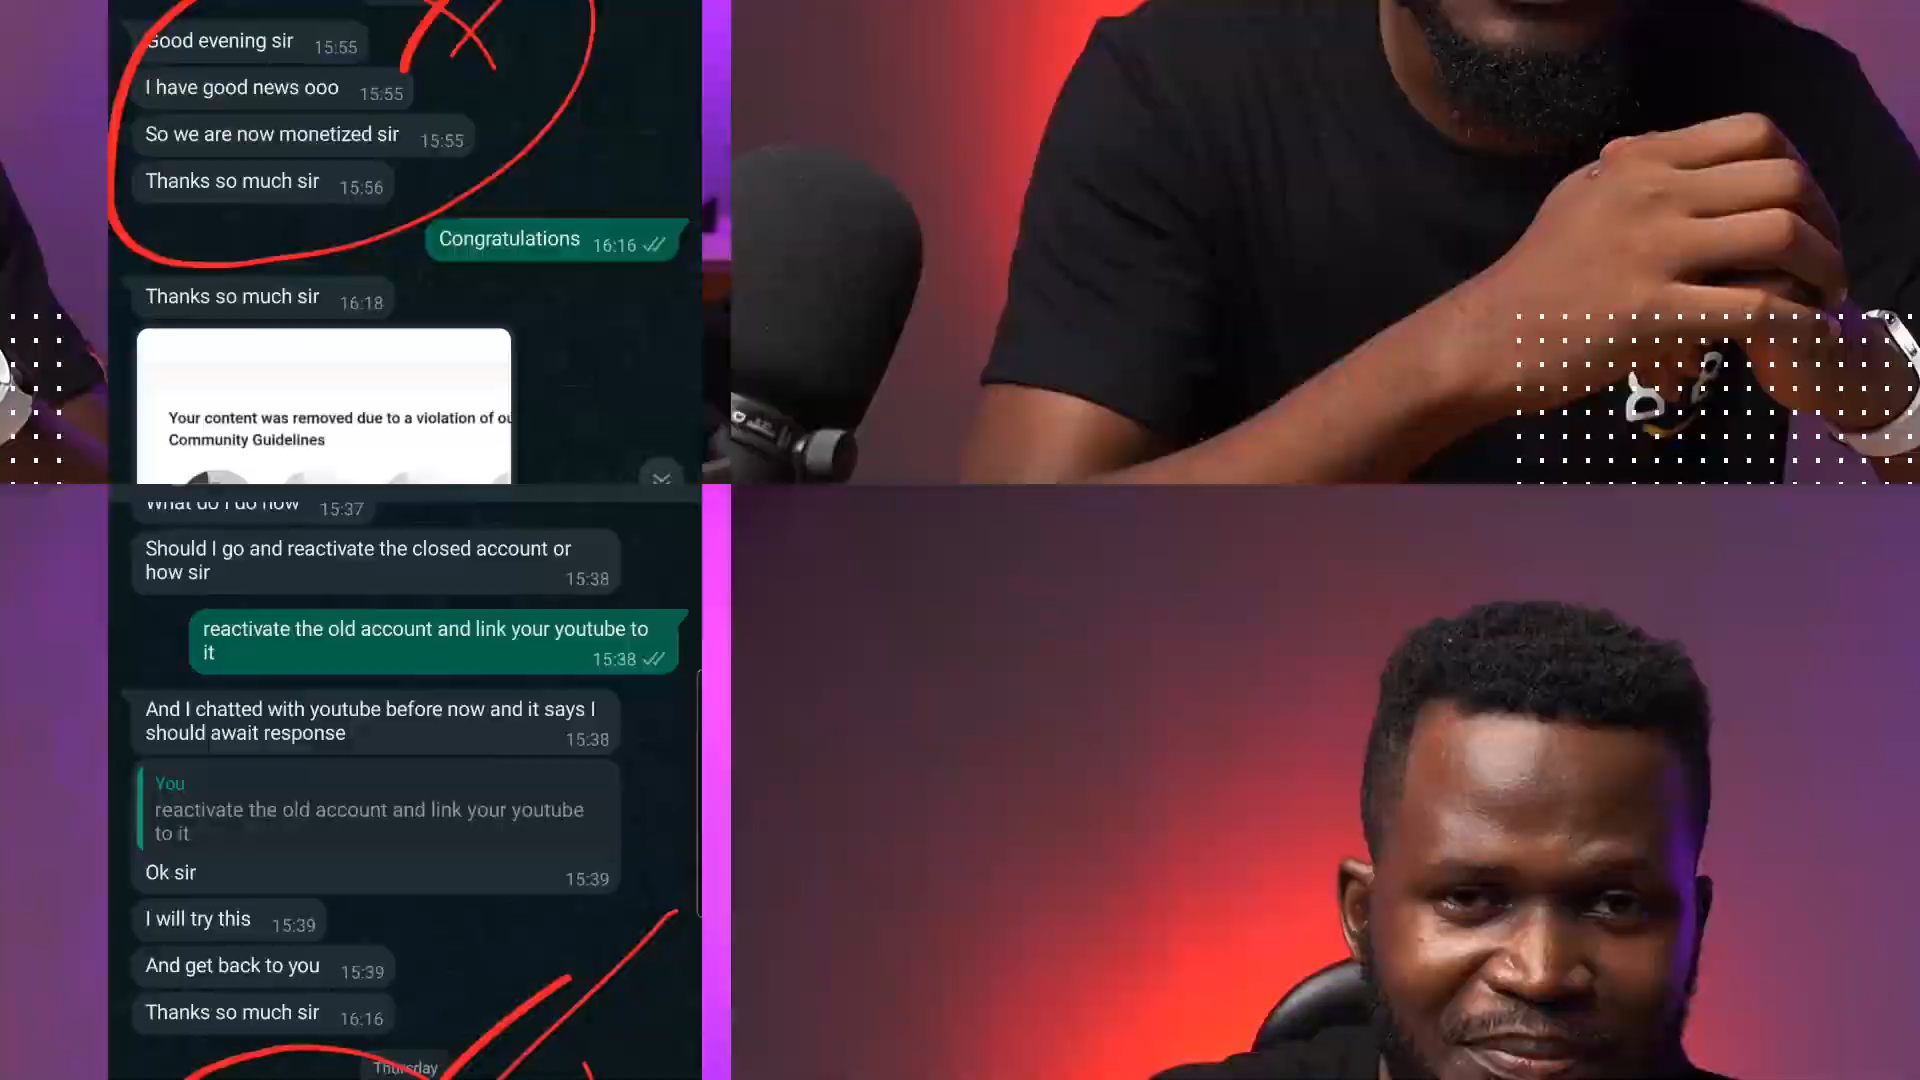 Good evening sir 15:55
I have good news ooo 15:55
So we are now monetized sir 15:55
Thanks so much sir 15:56
Congratulations 16:16
Thanks so much sir 16:18
Your content was removed due to a violation of ou
Community Guidelines
What do I do now 15:37
Should I go and reactivate the closed account or
how sir
15:38
reactivate the old account and link your youtube to
it
15:38
And I chatted with youtube before now and it says I
should await response
15:38
You
reactivate the old account and link your youtube
to it
Ok sir
15:39
I will try this 15:39
And get back to you 15:39
Thanks so much sir 16:16
Thursday